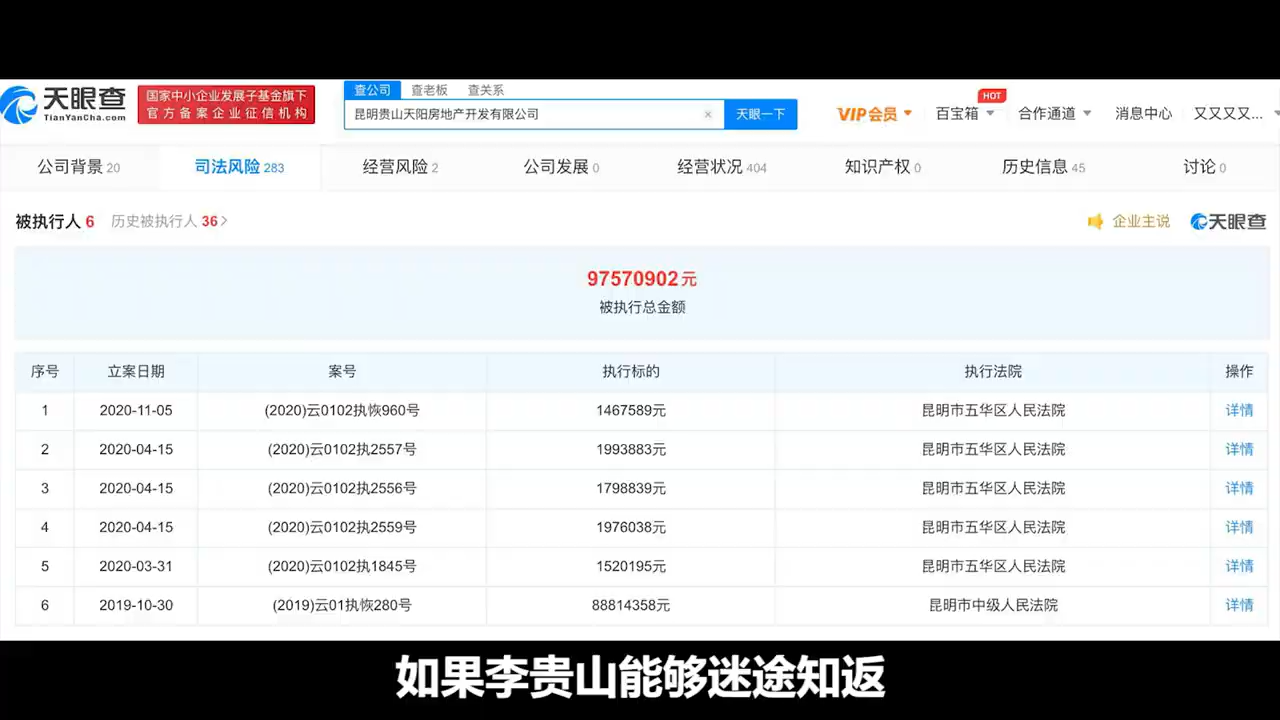 天眼查 国家中小企业发展子基金旗下 查公司 查老板 查关系
TianYanCha.com 官方备案企业征信机构 昆明贵山天阳房地产开发有限公司 × 天眼一下 VIP会员 百宝箱 HOT 合作通道 消息中心 又又又又...
公司背景 20 司法风险 283 经营风险 2 公司发展 0 经营状况 404 知识产权 0 历史信息 45 讨论 0
被执行人 6 历史被执行人 36 > 企业主说 天眼查
97570902元
被执行总金额
序号 立案日期 案号 执行标的 执行法院 操作
1 2020-11-05 (2020)云0102执恢960号 1467589元 昆明市五华区人民法院 详情
2 2020-04-15 (2020)云0102执2557号 1993883元 昆明市五华区人民法院 详情
3 2020-04-15 (2020)云0102执2556号 1798839元 昆明市五华区人民法院 详情
4 2020-04-15 (2020)云0102执2559号 1976038元 昆明市五华区人民法院 详情
5 2020-03-31 (2020)云0102执1845号 1520195元 昆明市五华区人民法院 详情
6 2019-10-30 (2019)云01执恢280号 88814358元 昆明市中级人民法院 详情
如果李贵山能够迷途知返